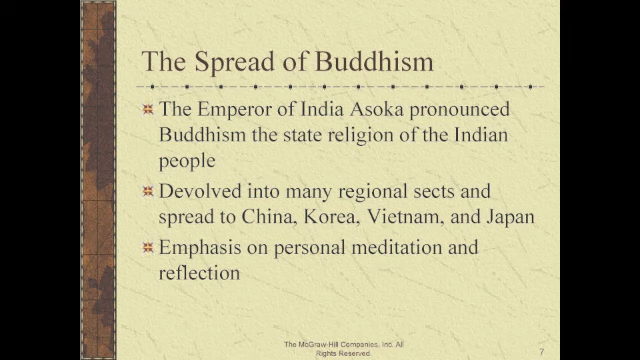 The Spread of Buddhism
The Emperor of India Asoka pronounced
Buddhism the state religion of the Indian
people
Devolved into many regional sects and
spread to China, Korea, Vietnam, and Japan
Emphasis on personal meditation and
reflection
The McGraw-Hill Companies, Inc. All
Rights Reserved.
7